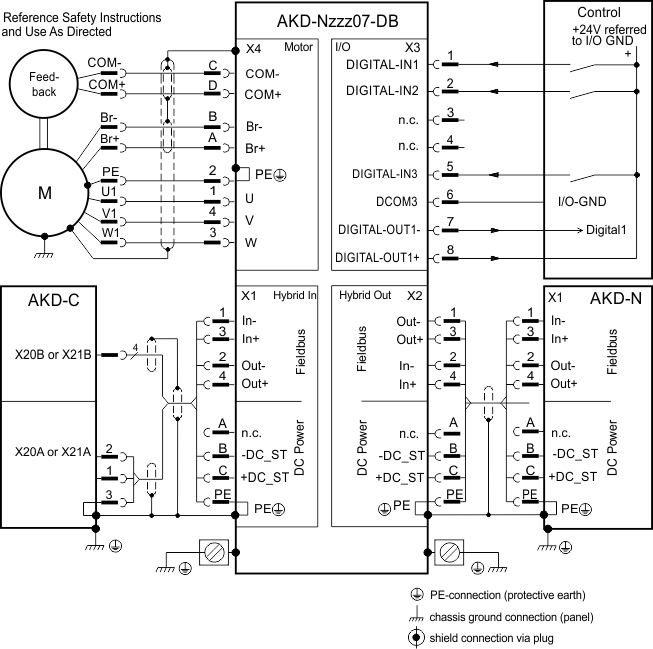 Reference Safety Instructions
and Use As Directed
AKD-Nzzz07-DB
Control
+24V referred
to I/O GND
+
X4 Motor
I/O X3
Feed-
back
COM- C COM-
COM+ D COM+
Br- B Br-
Br+ A Br+
M
PE 2 PE
U1 1 U
V1 4 V
W1 3 W
DIGITAL-IN1 1
DIGITAL-IN2 2
n.c. 3
n.c. 4
DIGITAL-IN3 5
DCOM3 6 I/O-GND
DIGITAL-OUT1- 7 Digital1
DIGITAL-OUT1+ 8
AKD-C
X20B or X21B
4
X20A or X21A
2
1
3
X1 Hybrid In
1 In-
3 In+
2 Out-
4 Out+
Fieldbus
A n.c.
B -DC_ST
C +DC_ST
PE PE
DC Power
Hybrid Out X2
Out- 1
Out+ 3
In- 2
In+ 4
Fieldbus
n.c. A
-DC_ST B
+DC_ST C
PE PE
DC Power
X1 AKD-N
1 In-
3 In+
2 Out-
4 Out+
Fieldbus
A n.c.
B -DC_ST
C +DC_ST
PE PE
DC Power
PE-connection (protective earth)
chassis ground connection (panel)
shield connection via plug